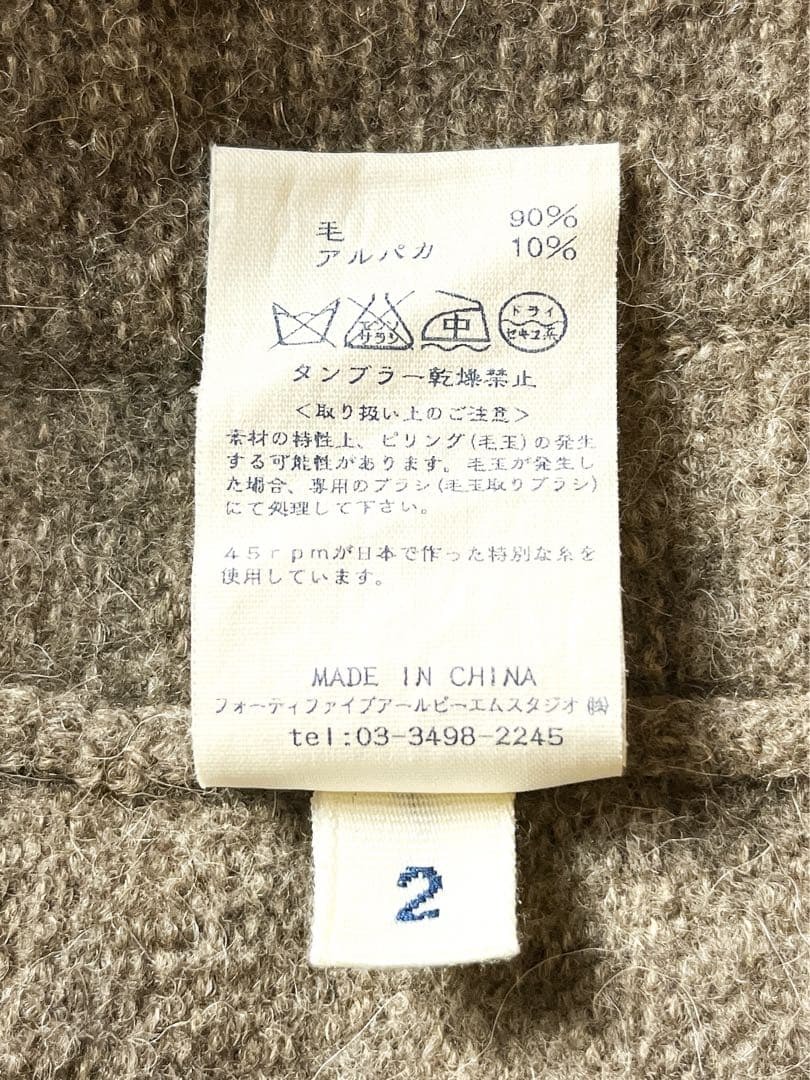 毛 90%
アルパカ 10%
エンソ
サラシ
中
ドライ
セキユ系
タンブラー乾燥禁止
<取り扱い上のご注意>
素材の特性上、ピリング(毛玉)の発生
する可能性があります。毛玉が発生し
た場合、専用のブラシ(毛玉取りブラシ)
にて処理して下さい。
45rpmが日本で作った特別な糸を
使用しています。
MADE IN CHINA
フォーティファイブアールピーエムスタジオ㈱
tel:03-3498-2245
2